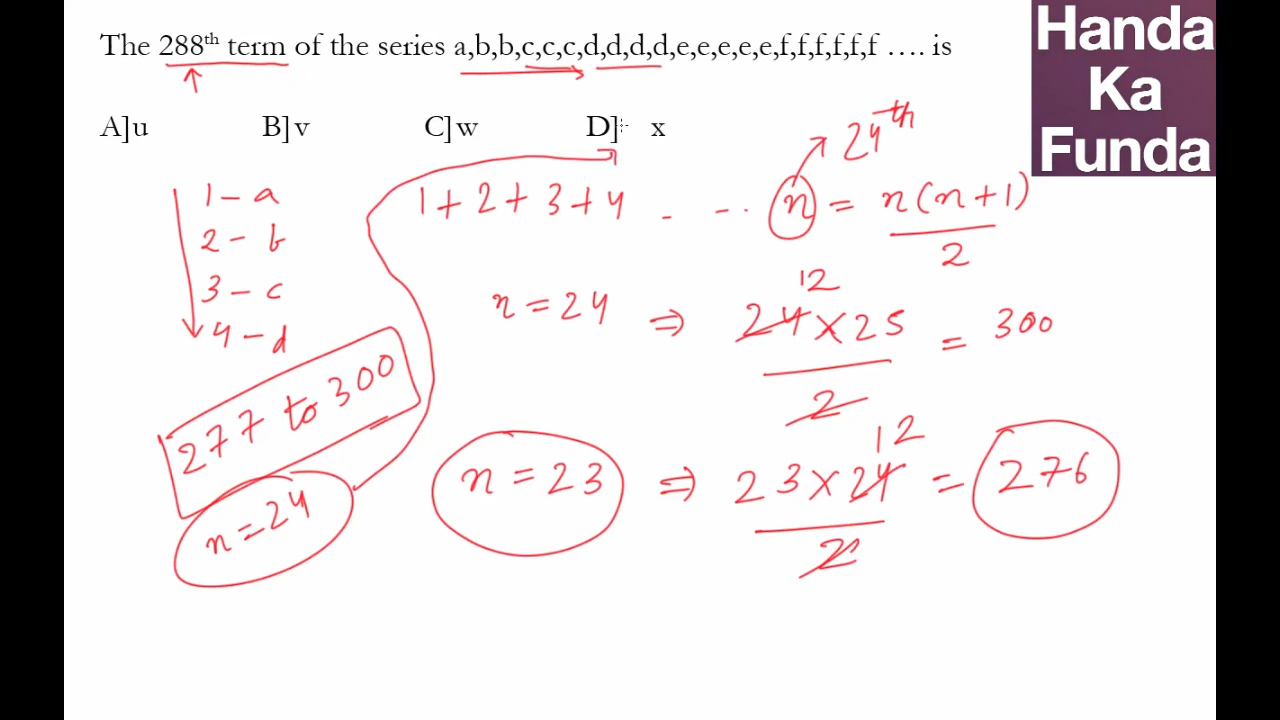 The 288th term of the series a,b,b,c,c,c,d,d,d,d,e,e,e,e,e,f,f,f,f,f,f …. is
Handa
Ka
Funda
A]u B]v C]w D] x
24th
1 - a
2 - b
3 - c
4 - d
1 + 2 + 3 + 4 - - . n = n(n+1)
2
n = 24 ⇒ 24 x 25 = 300
12
2
277 to 300
n = 24
n = 23 ⇒ 23 x 24 = 276
12
2